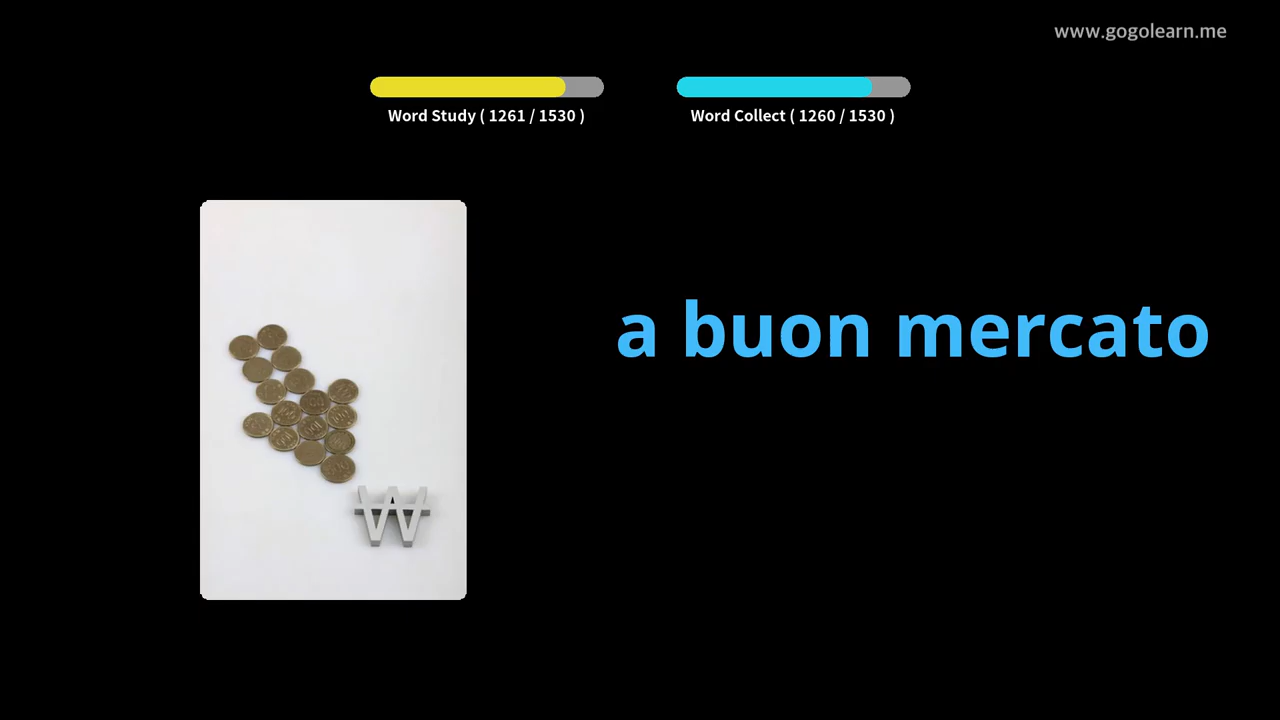 www.gogolearn.me
Word Study ( 1261 / 1530 )
Word Collect ( 1260 / 1530 )
a buon mercato
₩